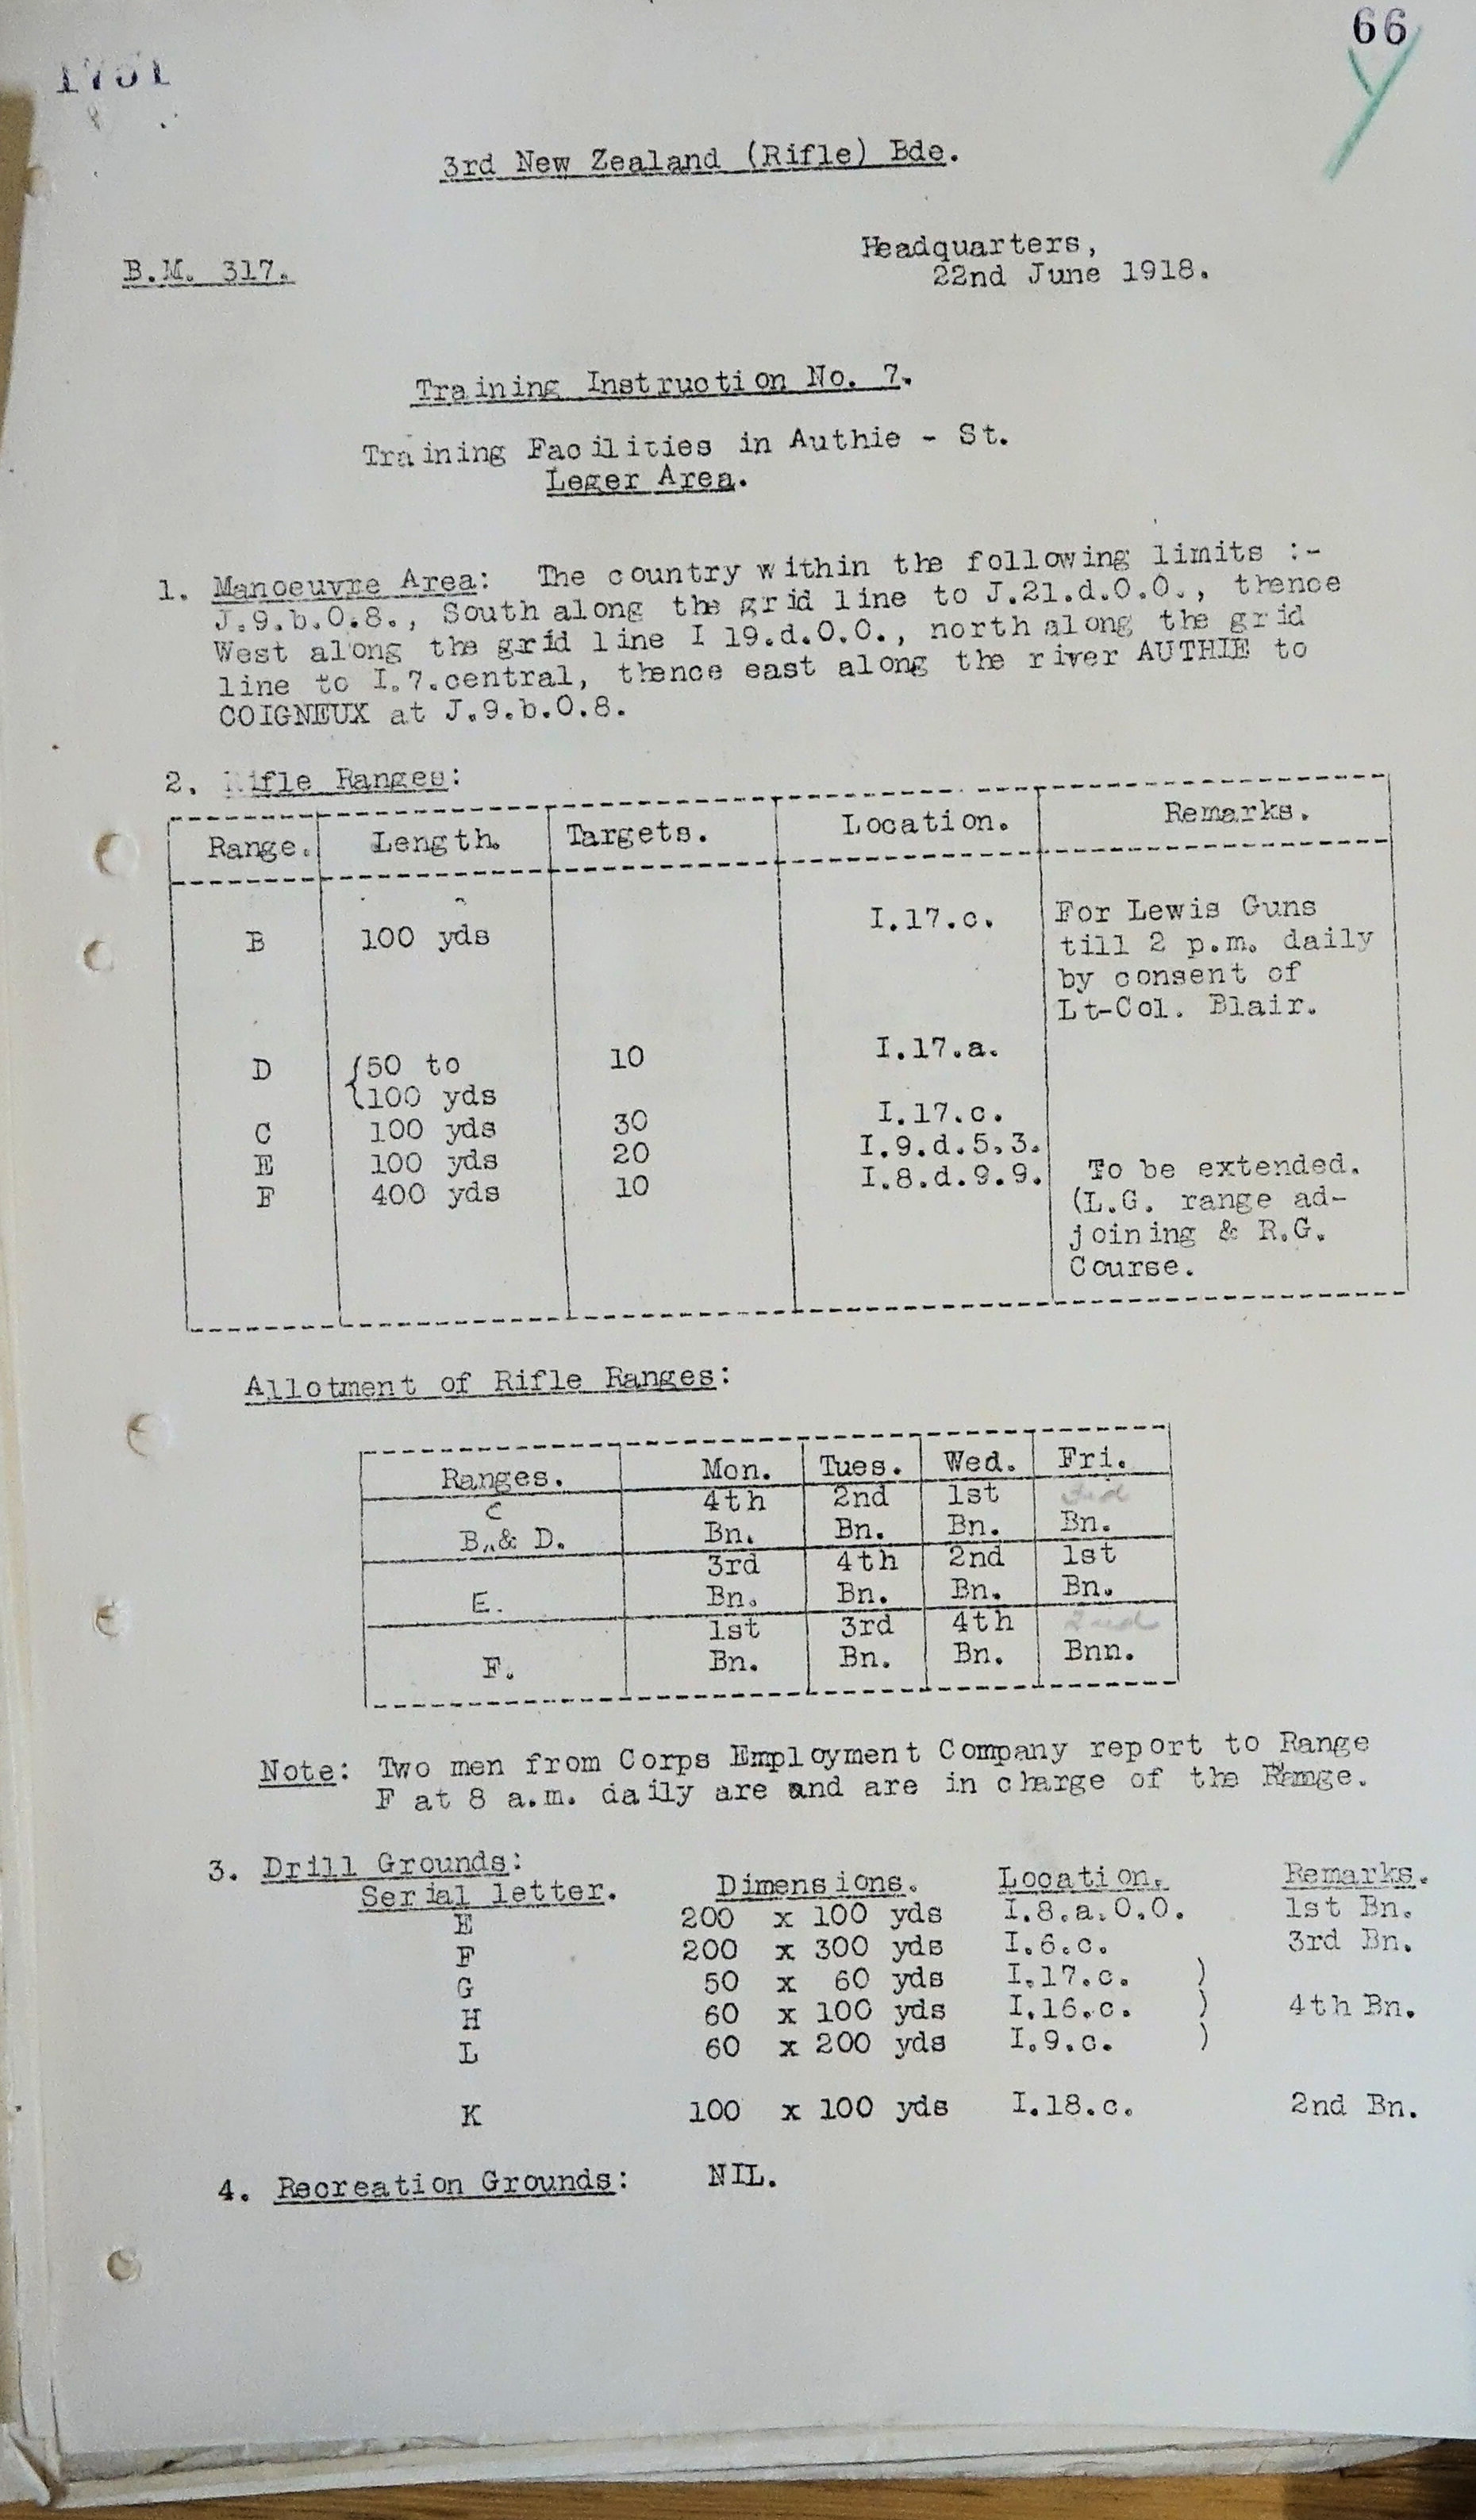 66
3rd New Zealand (Rifle) Bde.
Headquarters,
B.M. 317.
22nd June 1918.
Training Instruction No. 7.
Training Facilities in Authie - St.
Leger Area.
1. Manoeuvre Area: The country within the following limits :-
J.9.b.0.8., South along the grid line to J.21.d.0.0., thence
West along the grid line I 19.d.0.0., north along the grid
line to I.7.central, thence east along the river AUTHIE to
COIGNEUX at J.9.b.0.8.
2. Rifle Ranges:
Range. Length. Targets. Location. Remarks.
B 100 yds I.17.c. For Lewis Guns
till 2 p.m. daily
by consent of
Lt-Col. Blair.
D {50 to 10 I.17.a.
{100 yds
C 100 yds 30 I.17.c.
E 100 yds 20 I.9.d.5.3.
F 400 yds 10 I.8.d.9.9. To be extended.
(L.G. range ad-
joining & R.G.
Course.
Allotment of Rifle Ranges:
Ranges. Mon. Tues. Wed. Fri.
C 4th 2nd 1st 3rd
B.& D. Bn. Bn. Bn. Bn.
3rd 4th 2nd 1st
E. Bn. Bn. Bn. Bn.
1st 3rd 4th 2nd
F. Bn. Bn. Bn. Bnn.
Note: Two men from Corps Employment Company report to Range
F at 8 a.m. daily are and are in charge of the Range.
3. Drill Grounds:
Serial letter. Dimensions. Location. Remarks.
E 200 x 100 yds I.8.a.0.0. 1st Bn.
F 200 x 300 yds I.6.c. 3rd Bn.
G 50 x 60 yds I.17.c. )
H 60 x 100 yds I.16.c. ) 4th Bn.
L 60 x 200 yds I.9.c. )
K 100 x 100 yds I.18.c. 2nd Bn.
4. Recreation Grounds: NIL.